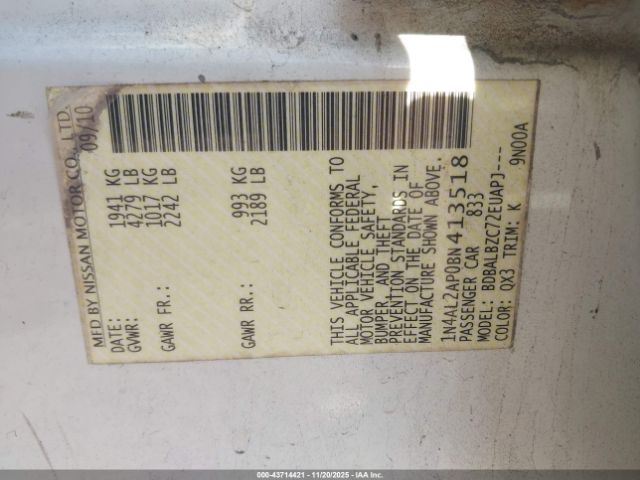 MFD BY NISSAN MOTOR CO., LTD
DATE: 09/10
GVWR: 1941 KG
4279 LB
GAWR FR.: 1017 KG
2242 LB
GAWR RR.: 993 KG
2189 LB
THIS VEHICLE CONFORMS TO
ALL APPLICABLE FEDERAL
MOTOR VEHICLE SAFETY,
BUMPER, AND THEFT
PREVENTION STANDARDS IN
EFFECT ON THE DATE OF
MANUFACTURE SHOWN ABOVE.
1N4AL2AP0BN413518
PASSENGER CAR 833
MODEL: BDBALBZC72EUAPJ---
COLOR: QX3 TRIM: K 9N00A
000-43714421 - 11/20/2025 - IAA Inc.